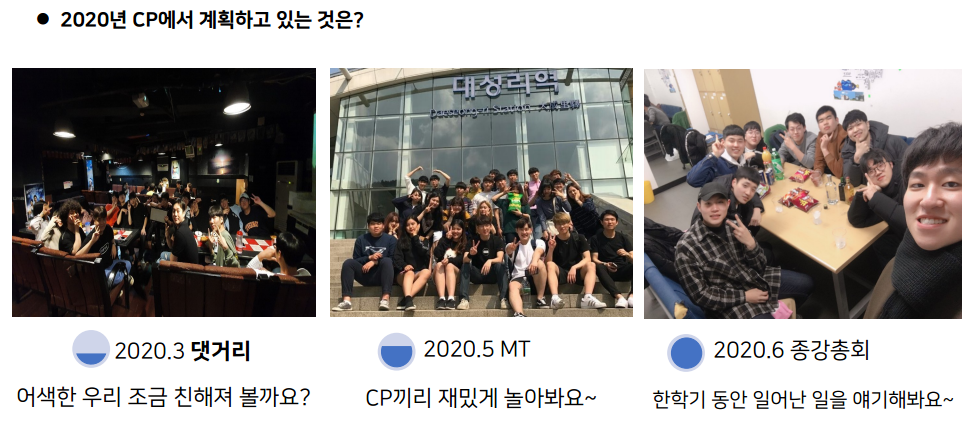 ● 2020년 CP에서 계획하고 있는 것은?
대성리역
2020.3 댓거리
2020.5 MT
2020.6 종강총회
어색한 우리 조금 친해져 볼까요?
CP끼리 재밌게 놀아봐요~
한학기 동안 일어난 일을 얘기해봐요~